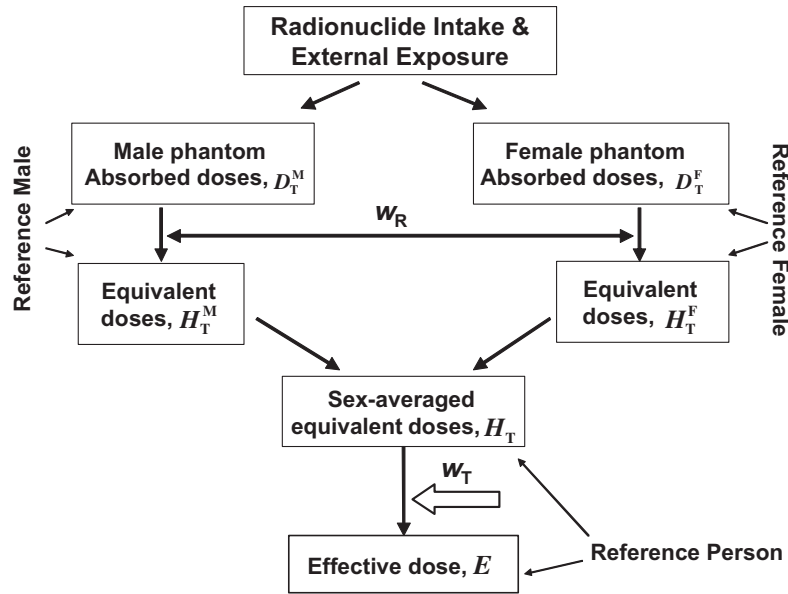 Radionuclide Intake &
External Exposure
Male phantom
Absorbed doses, D_T^M
Female phantom
Absorbed doses, D_T^F
Reference Male
Reference Female
w_R
Equivalent
doses, H_T^M
Equivalent
doses, H_T^F
Sex-averaged
equivalent doses, H_T
w_T
Effective dose, E
Reference Person